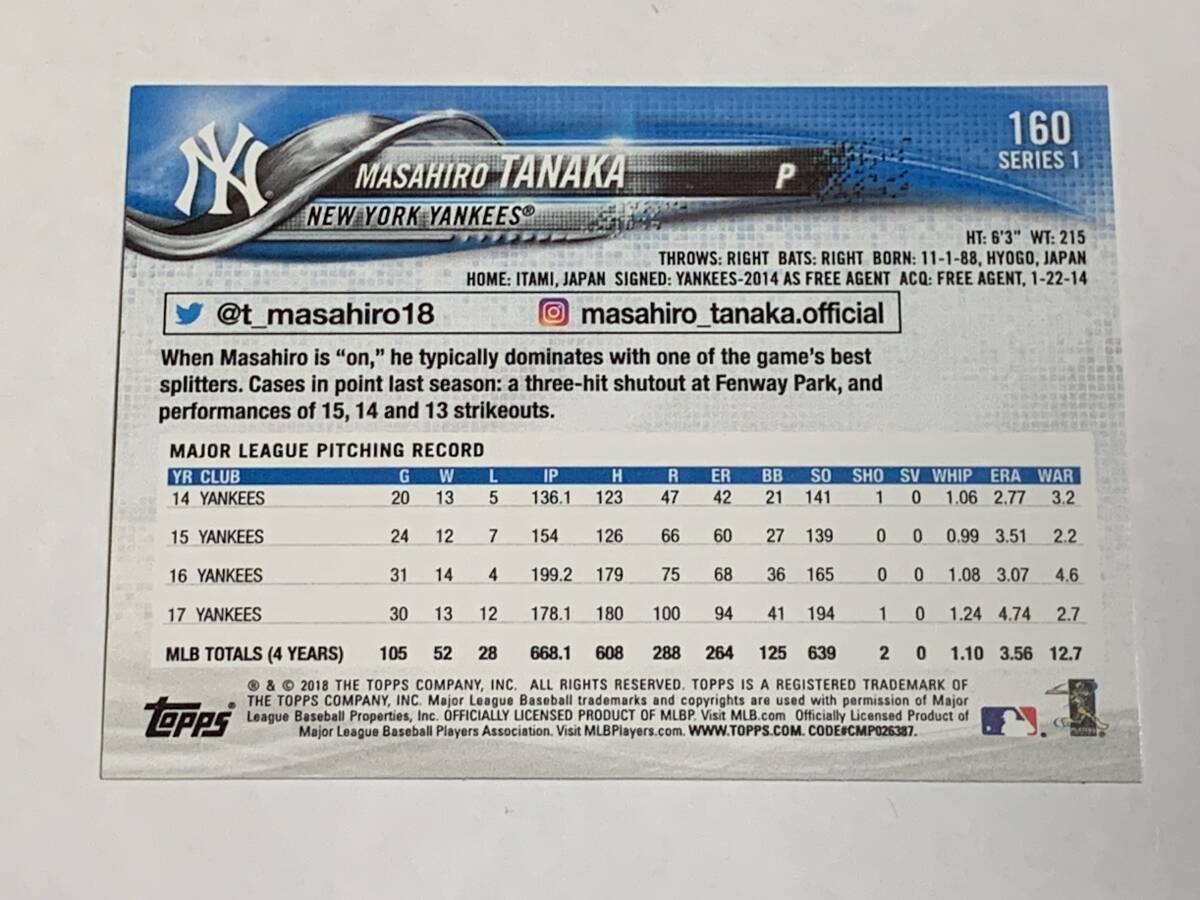 160
SERIES 1
NY
MASAHIRO TANAKA P
NEW YORK YANKEES®
HT: 6'3" WT: 215
THROWS: RIGHT BATS: RIGHT BORN: 11-1-88, HYOGO, JAPAN
HOME: ITAMI, JAPAN SIGNED: YANKEES-2014 AS FREE AGENT ACQ: FREE AGENT, 1-22-14
@t_masahiro18 masahiro_tanaka.official
When Masahiro is “on,” he typically dominates with one of the game’s best
splitters. Cases in point last season: a three-hit shutout at Fenway Park, and
performances of 15, 14 and 13 strikeouts.
MAJOR LEAGUE PITCHING RECORD
YR CLUB G W L IP H R ER BB SO SHO SV WHIP ERA WAR
14 YANKEES 20 13 5 136.1 123 47 42 21 141 1 0 1.06 2.77 3.2
15 YANKEES 24 12 7 154 126 66 60 27 139 0 0 0.99 3.51 2.2
16 YANKEES 31 14 4 199.2 179 75 68 36 165 0 0 1.08 3.07 4.6
17 YANKEES 30 13 12 178.1 180 100 94 41 194 1 0 1.24 4.74 2.7
MLB TOTALS (4 YEARS) 105 52 28 668.1 608 288 264 125 639 2 0 1.10 3.56 12.7
® & © 2018 THE TOPPS COMPANY, INC. ALL RIGHTS RESERVED. TOPPS IS A REGISTERED TRADEMARK OF
THE TOPPS COMPANY, INC. Major League Baseball trademarks and copyrights are used with permission of Major
League Baseball Properties, Inc. OFFICIALLY LICENSED PRODUCT OF MLBP. Visit MLB.com Officially Licensed Product of
Major League Baseball Players Association. Visit MLBPlayers.com. WWW.TOPPS.COM. CODE#CMP026387.
Topps®